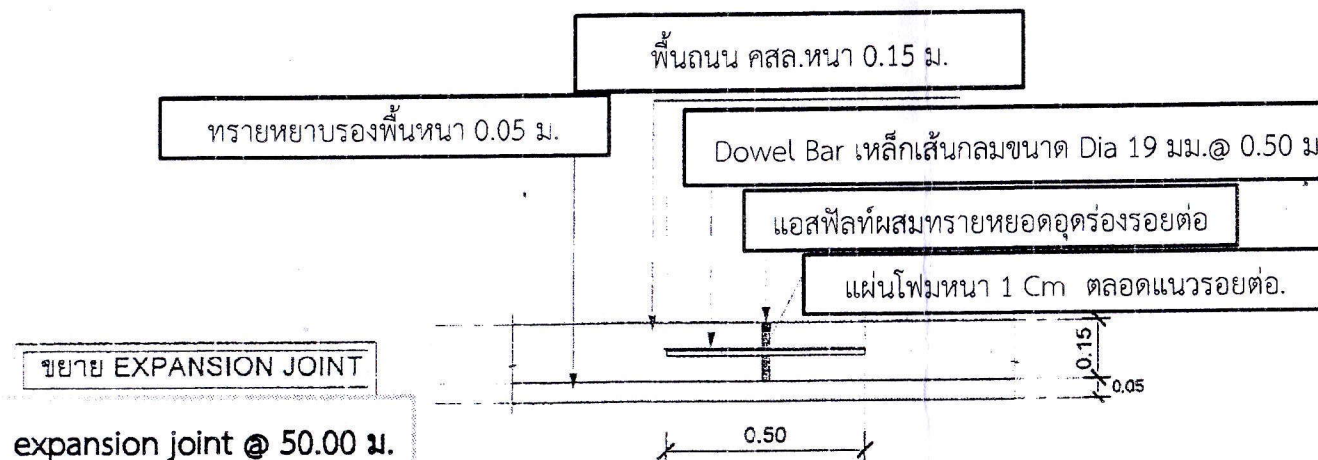 พื้นถนน คสล.หนา 0.15 ม.
ทรายหยาบรองพื้นหนา 0.05 ม.
Dowel Bar เหล็กเส้นกลมขนาด Dia 19 มม.@ 0.50 ม
แอสฟัลท์ผสมทรายหยอดอุดร่องรอยต่อ
แผ่นโฟมหนา 1 Cm ตลอดแนวรอยต่อ.
0.15
0.05
ขยาย EXPANSION JOINT
0.50
expansion joint @ 50.00 ม.